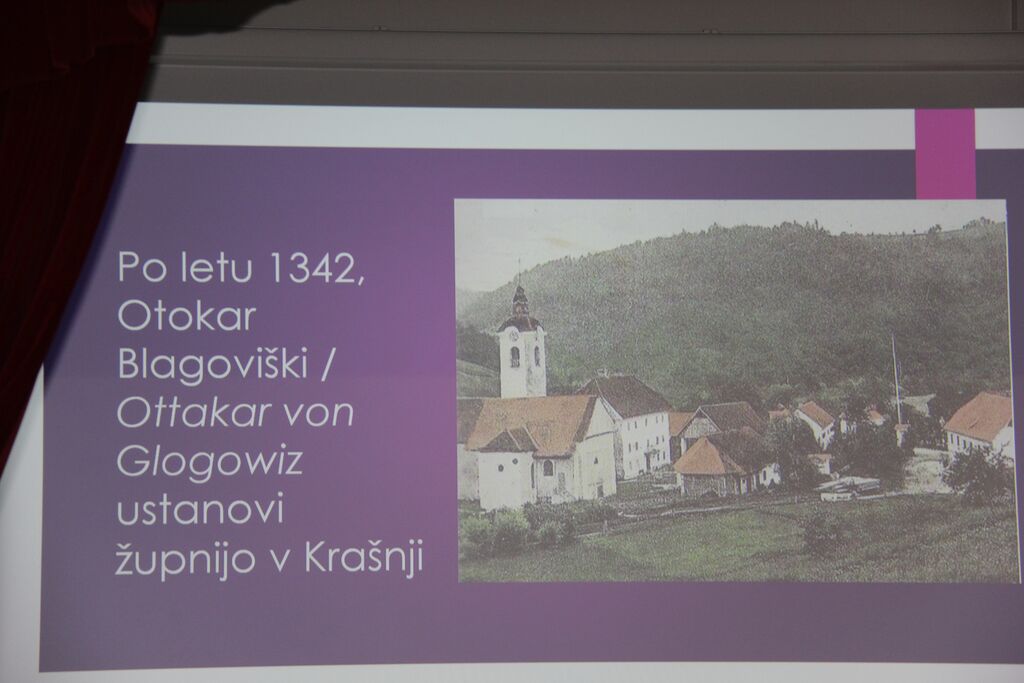 Po letu 1342,
Otokar
Blagoviški /
Ottakar von
Glogowiz
ustanovi
župnijo v Krašnji